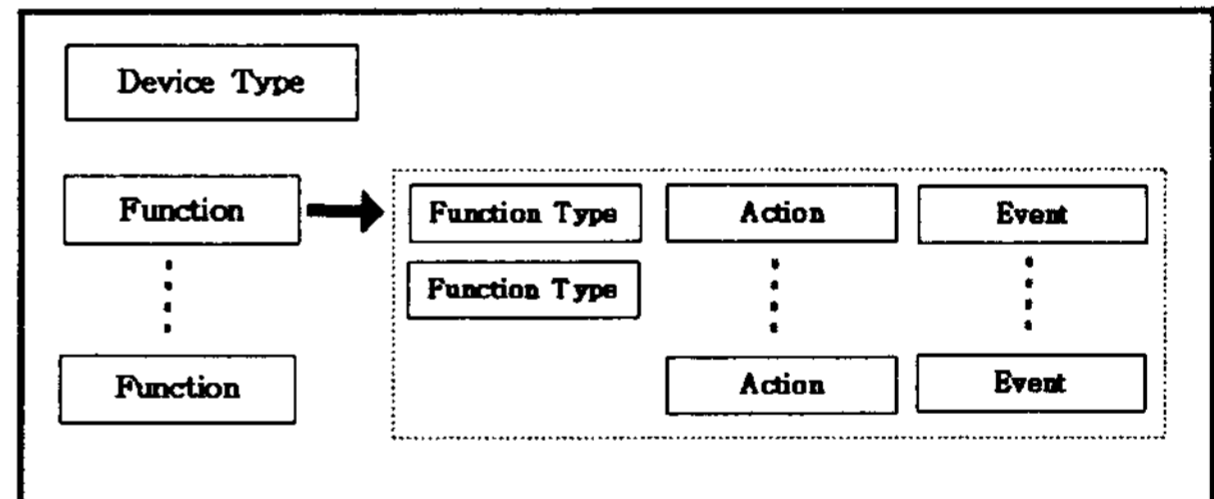 Device Type
Function
Function Type
Action
Event
Function Type
Function
Action
Event